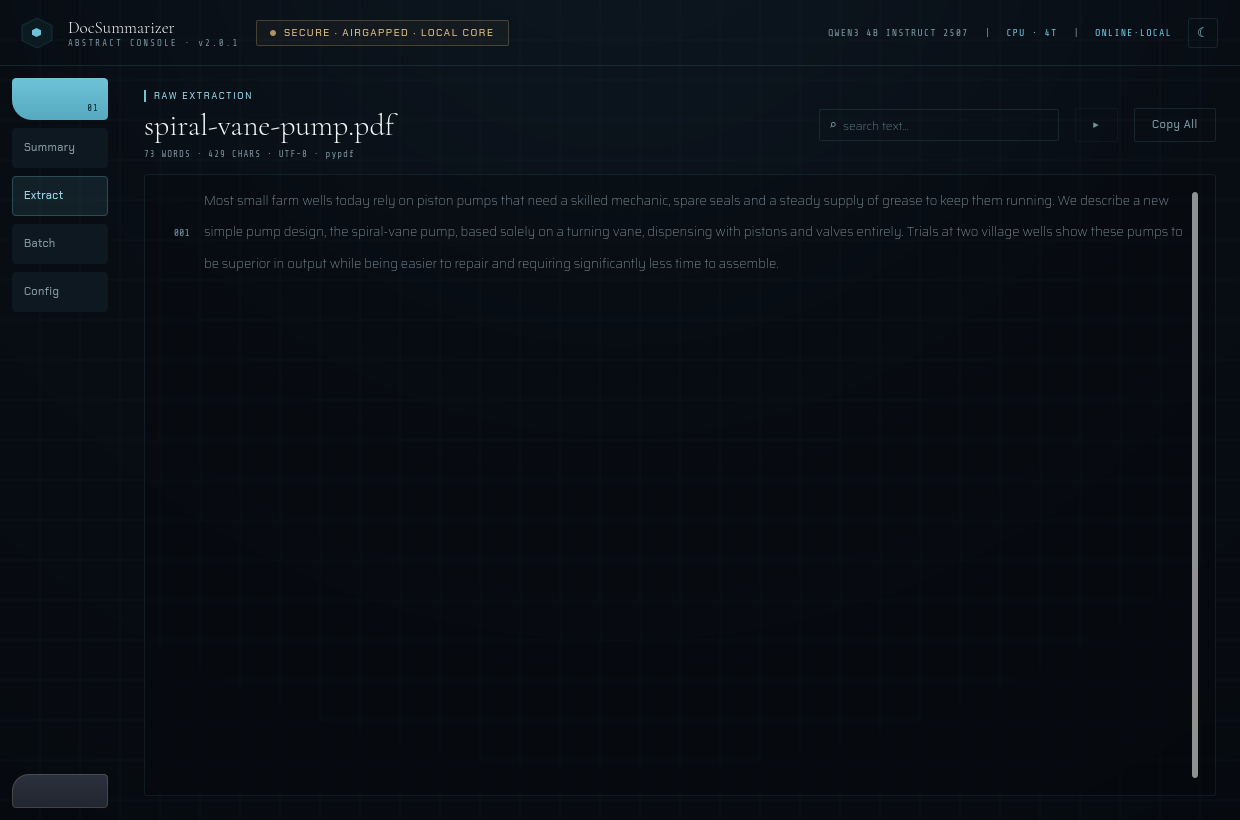 DocSummarizer
ABSTRACT CONSOLE · v2.0.1
SECURE · AIRGAPPED · LOCAL CORE
QWEN3 4B INSTRUCT 2507 | CPU · 4T | ONLINE·LOCAL
01
Summary
Extract
Batch
Config
RAW EXTRACTION
spiral-vane-pump.pdf
73 WORDS · 429 CHARS · UTF-8 · pypdf
search text...
Copy All
001
Most small farm wells today rely on piston pumps that need a skilled mechanic, spare seals and a steady supply of grease to keep them running. We describe a new
simple pump design, the spiral-vane pump, based solely on a turning vane, dispensing with pistons and valves entirely. Trials at two village wells show these pumps to
be superior in output while being easier to repair and requiring significantly less time to assemble.